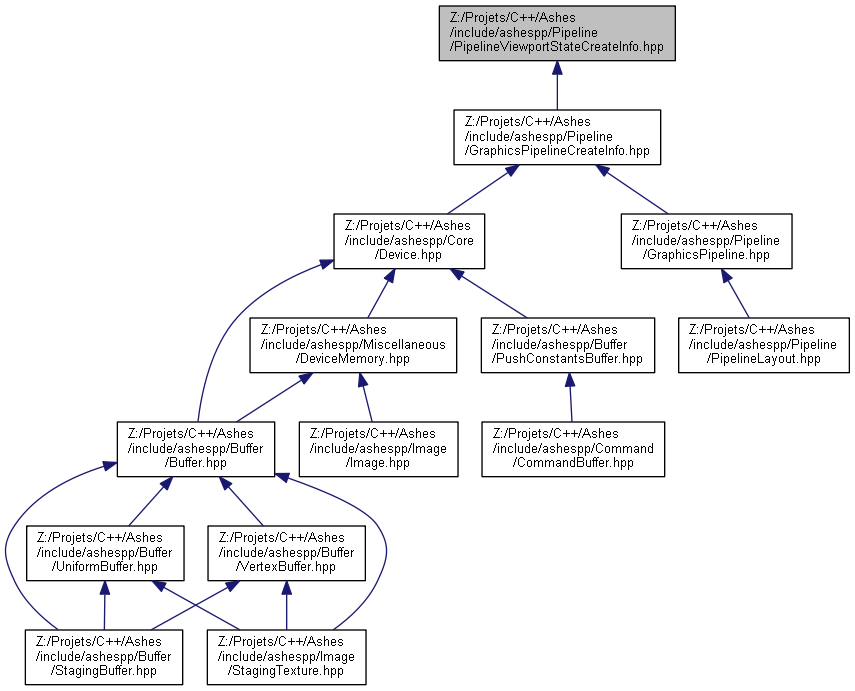 Z:/Projets/C++/Ashes
/include/ashespp/Pipeline
/PipelineViewportStateCreateInfo.hpp
Z:/Projets/C++/Ashes
/include/ashespp/Pipeline
/GraphicsPipelineCreateInfo.hpp
Z:/Projets/C++/Ashes
/include/ashespp/Core
/Device.hpp
Z:/Projets/C++/Ashes
/include/ashespp/Pipeline
/GraphicsPipeline.hpp
Z:/Projets/C++/Ashes
/include/ashespp/Miscellaneous
/DeviceMemory.hpp
Z:/Projets/C++/Ashes
/include/ashespp/Buffer
/PushConstantsBuffer.hpp
Z:/Projets/C++/Ashes
/include/ashespp/Pipeline
/PipelineLayout.hpp
Z:/Projets/C++/Ashes
/include/ashespp/Buffer
/Buffer.hpp
Z:/Projets/C++/Ashes
/include/ashespp/Image
/Image.hpp
Z:/Projets/C++/Ashes
/include/ashespp/Command
/CommandBuffer.hpp
Z:/Projets/C++/Ashes
/include/ashespp/Buffer
/UniformBuffer.hpp
Z:/Projets/C++/Ashes
/include/ashespp/Buffer
/VertexBuffer.hpp
Z:/Projets/C++/Ashes
/include/ashespp/Buffer
/StagingBuffer.hpp
Z:/Projets/C++/Ashes
/include/ashespp/Image
/StagingTexture.hpp